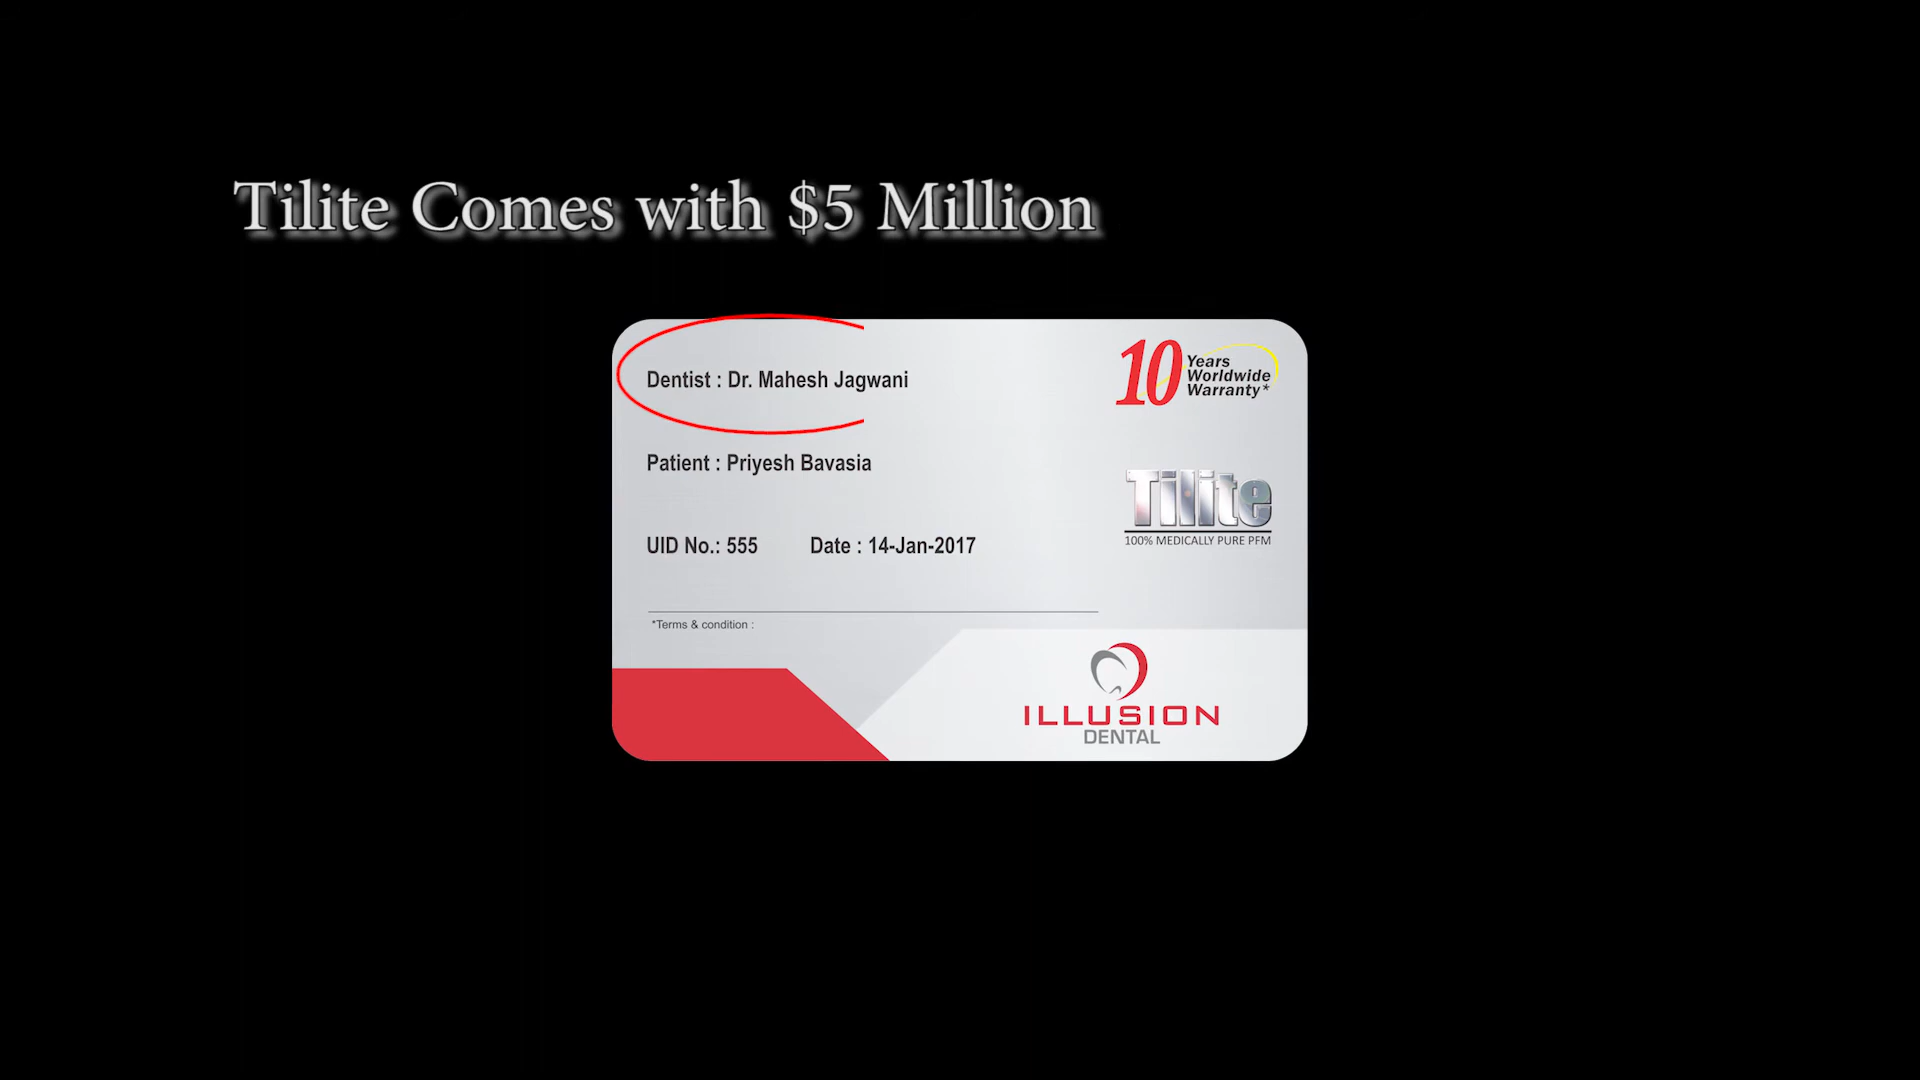 Tilite Comes with $5 Million
Dentist : Dr. Mahesh Jagwani
10 Years Worldwide Warranty*
Patient : Priyesh Bavasia
Tilite
100% MEDICALLY PURE PFM
UID No.: 555 Date : 14-Jan-2017
*Terms & condition :
ILLUSION
DENTAL